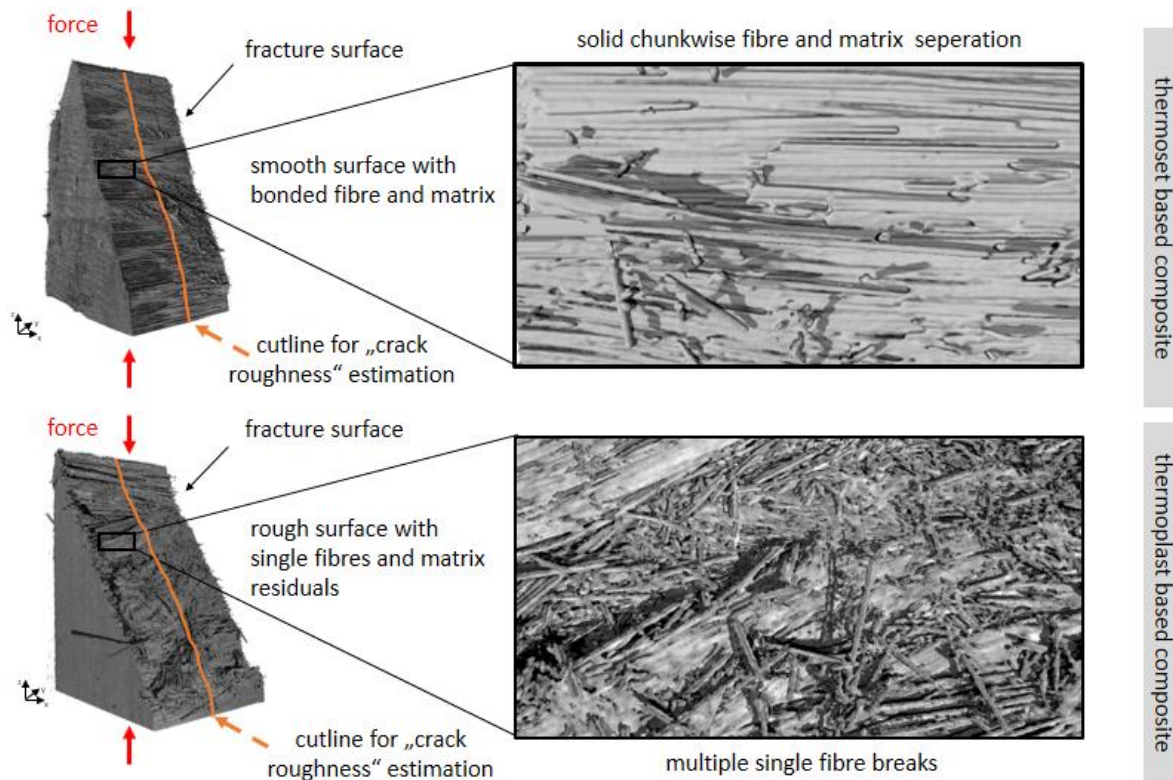 force
fracture surface
solid chunkwise fibre and matrix seperation
smooth surface with
bonded fibre and matrix
z
Y
x
cutline for „crack
roughness“ estimation
thermoset based composite
force
fracture surface
rough surface with
single fibres and matrix
residuals
z
Y
x
cutline for „crack
roughness“ estimation
multiple single fibre breaks
thermoplast based composite